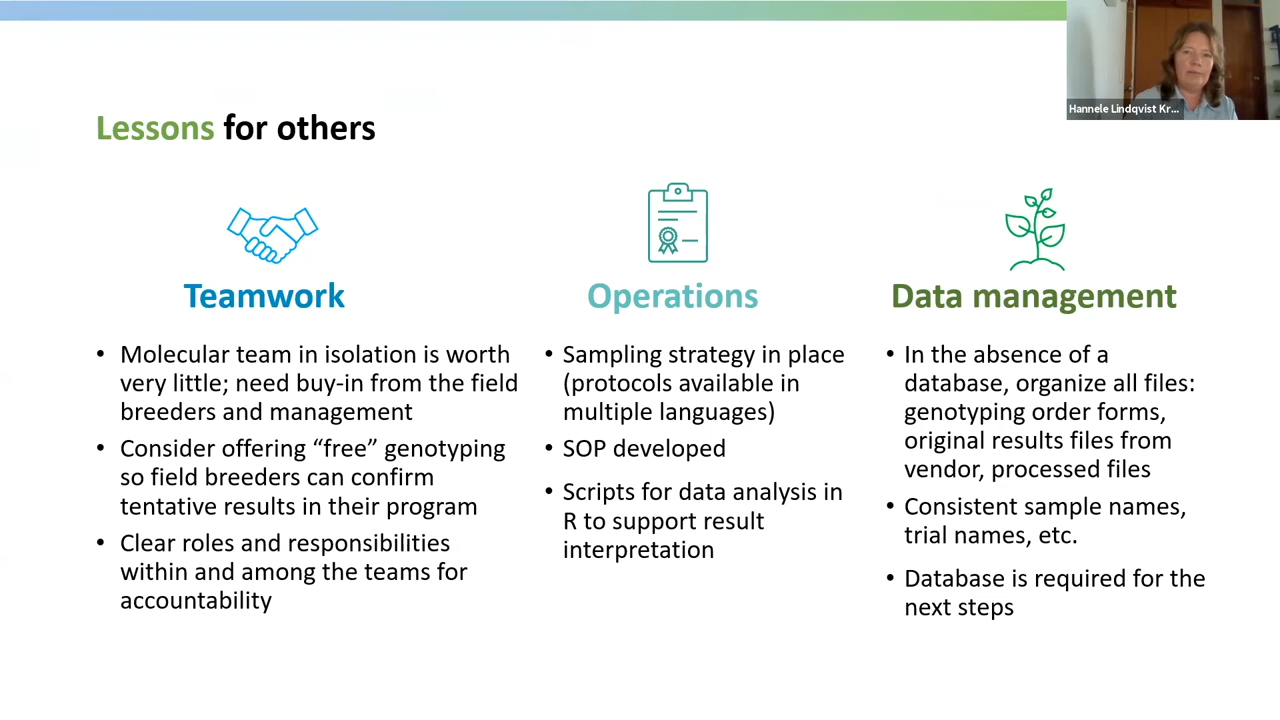 Hannele Lindqvist Kr...
Lessons for others
Teamwork
• Molecular team in isolation is worth
very little; need buy-in from the field
breeders and management
• Consider offering “free” genotyping
so field breeders can confirm
tentative results in their program
• Clear roles and responsibilities
within and among the teams for
accountability
Operations
• Sampling strategy in place
(protocols available in
multiple languages)
• SOP developed
• Scripts for data analysis in
R to support result
interpretation
Data management
• In the absence of a
database, organize all files:
genotyping order forms,
original results files from
vendor, processed files
• Consistent sample names,
trial names, etc.
• Database is required for the
next steps